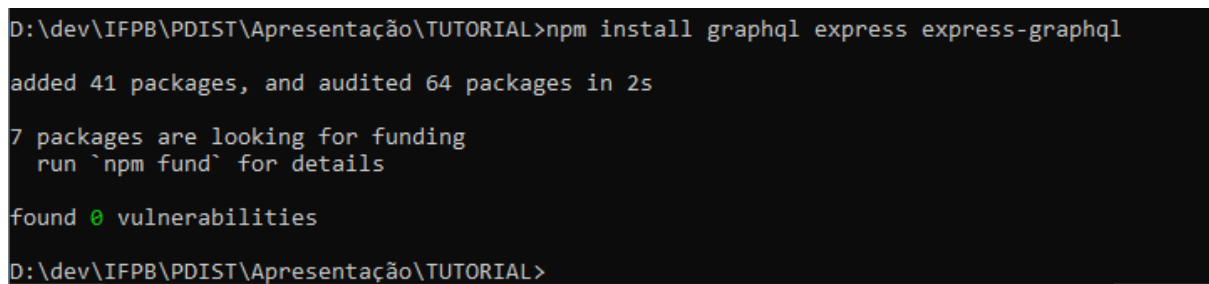 D:\dev\IFPB\PDIST\Apresentação\TUTORIAL>npm install graphql express express-graphql
added 41 packages, and audited 64 packages in 2s
7 packages are looking for funding
  run `npm fund` for details
found 0 vulnerabilities
D:\dev\IFPB\PDIST\Apresentação\TUTORIAL>